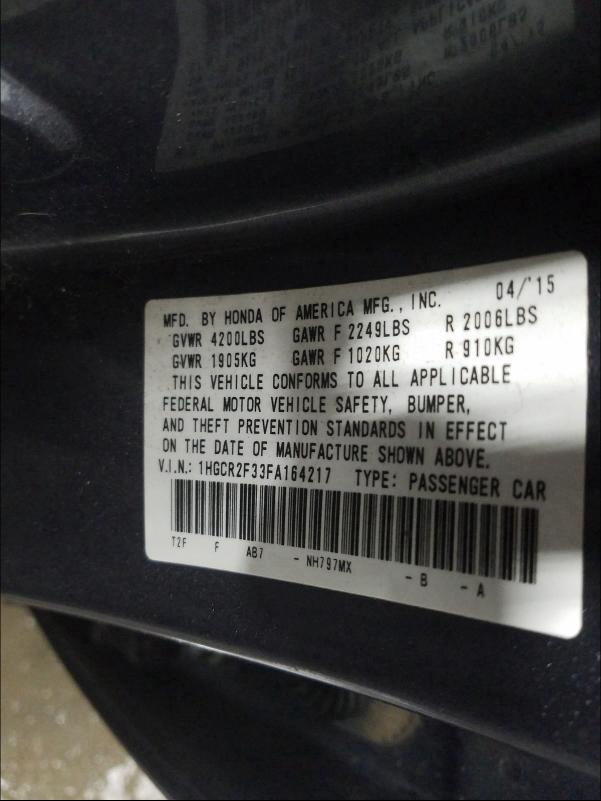 MFD. BY HONDA OF AMERICA MFG., INC. 04/'15
GVWR 4200LBS GAWR F 2249LBS R 2006LBS
GVWR 1905KG GAWR F 1020KG R 910KG
THIS VEHICLE CONFORMS TO ALL APPLICABLE
FEDERAL MOTOR VEHICLE SAFETY, BUMPER,
AND THEFT PREVENTION STANDARDS IN EFFECT
ON THE DATE OF MANUFACTURE SHOWN ABOVE.
V.I.N.: 1HGCR2F33FA164217 TYPE: PASSENGER CAR
T2F F AB7 - NH797MX - B - A